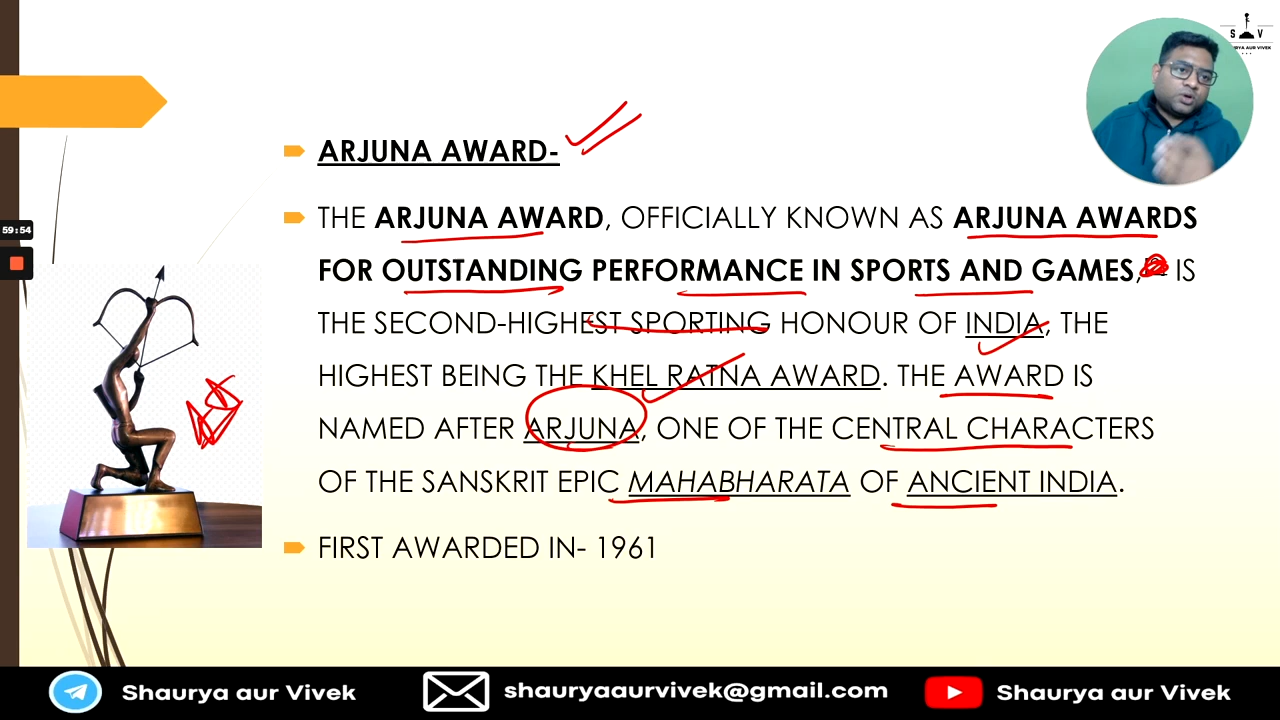 S V
SHAURYA AUR VIVEK
ARJUNA AWARD-
THE ARJUNA AWARD, OFFICIALLY KNOWN AS ARJUNA AWARDS
FOR OUTSTANDING PERFORMANCE IN SPORTS AND GAMES, IS
THE SECOND-HIGHEST SPORTING HONOUR OF INDIA, THE
HIGHEST BEING THE KHEL RATNA AWARD. THE AWARD IS
NAMED AFTER ARJUNA, ONE OF THE CENTRAL CHARACTERS
OF THE SANSKRIT EPIC MAHABHARATA OF ANCIENT INDIA.
FIRST AWARDED IN- 1961
59:54
Shaurya aur Vivek
shauryaaurvivek@gmail.com
Shaurya aur Vivek